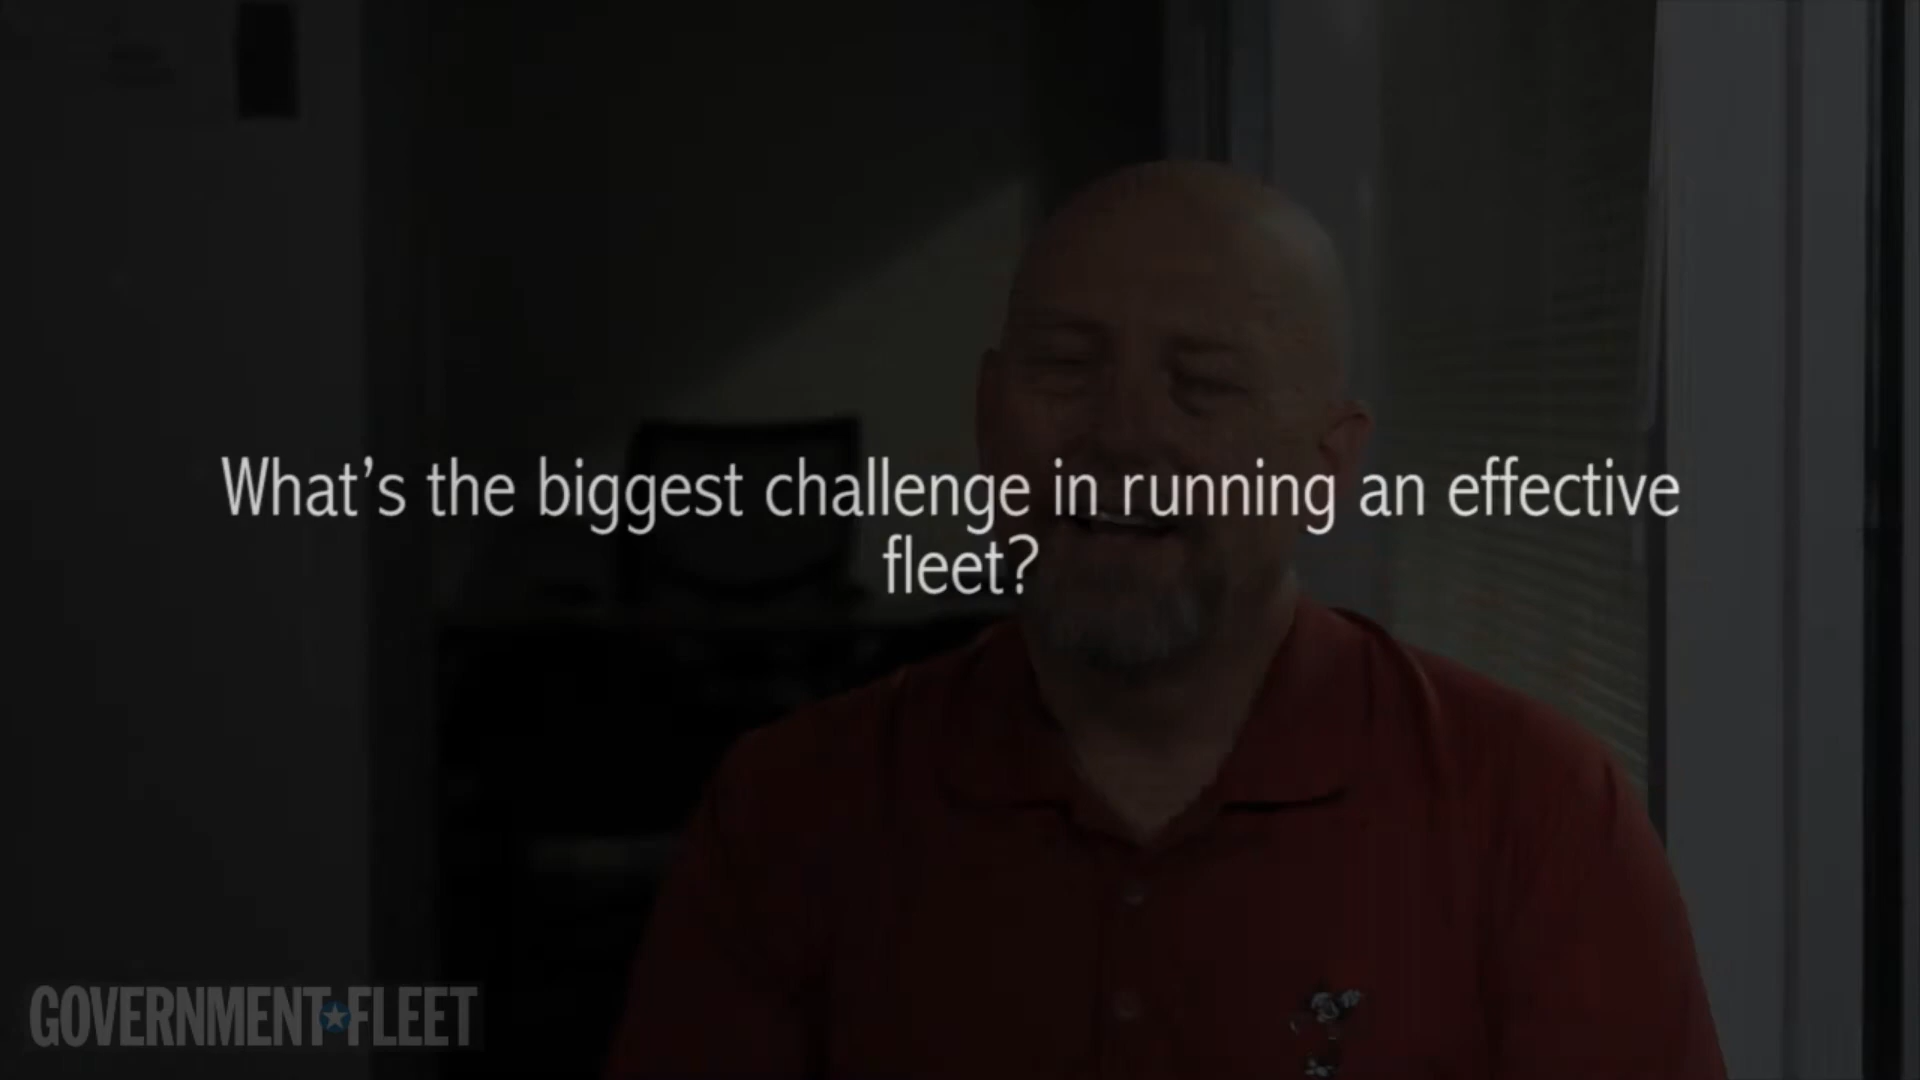 What’s the biggest challenge in running an effective
fleet?
GOVERNMENT FLEET